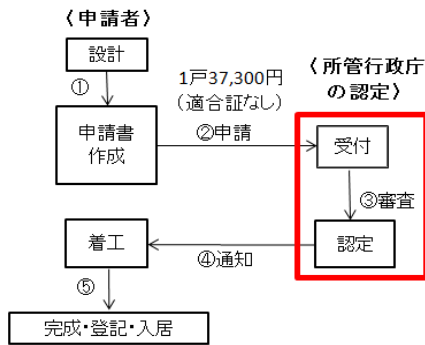 〈申請者〉
設計
①
1戸37,300円
（適合証なし）
〈所管行政庁
の認定〉
申請書
作成
②申請
受付
③審査
着工
④通知
認定
⑤
完成・登記・入居